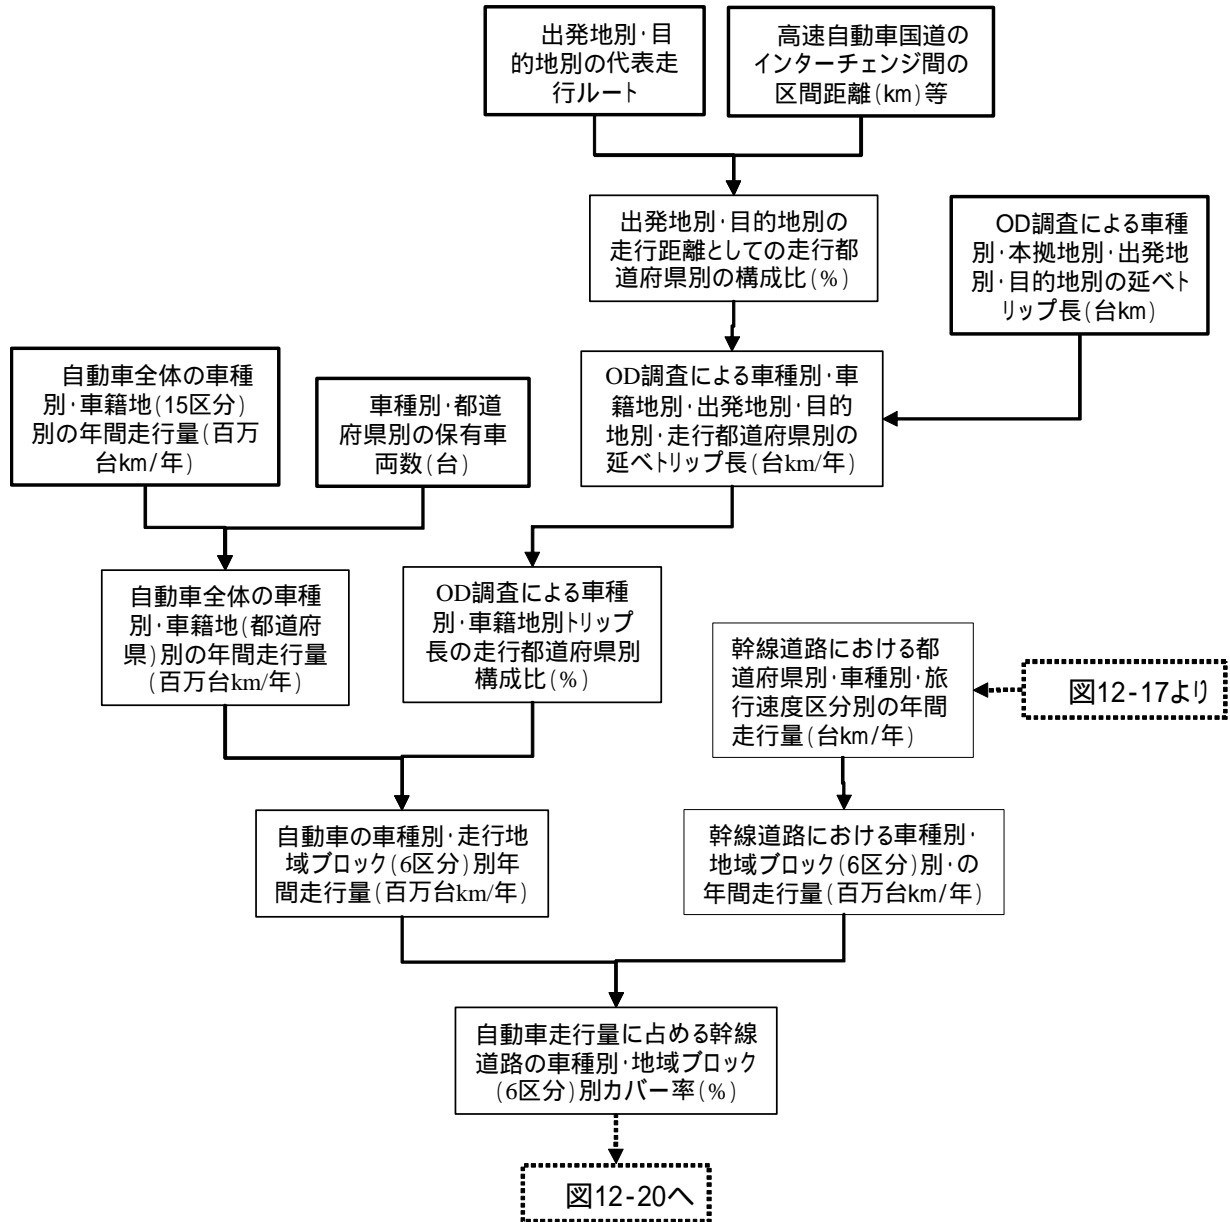 出発地別･目
的地別の代表走
行ルート
高速自動車国道の
インターチェンジ間の
区間距離(km)等
出発地別･目的地別の
走行距離としての走行都
道府県別の構成比(%)
OD調査による車種
別･本拠地別･出発地
別･目的地別の延べト
リップ長(台km)
自動車全体の車種
別･車籍地(15区分)
別の年間走行量(百万
台km/年)
車種別･都道
府県別の保有車
両数(台)
OD調査による車種別･車
籍地別･出発地別･目的
地別･走行都道府県別の
延べトリップ長(台km/年)
自動車全体の車種
別･車籍地(都道府
県)別の年間走行量
(百万台km/年)
OD調査による車種
別･車籍地別トリップ
長の走行都道府県別
構成比(%)
幹線道路における都
道府県別･車種別･旅
行速度区分別の年間
走行量(台km/年)
図12-17より
自動車の車種別･走行地
域ブロック(6区分)別年
間走行量(百万台km/年)
幹線道路における車種別･
地域ブロック(6区分)別･の
年間走行量(百万台km/年)
自動車走行量に占める幹線
道路の車種別･地域ブロック
(6区分)別カバー率(%)
図12-20へ